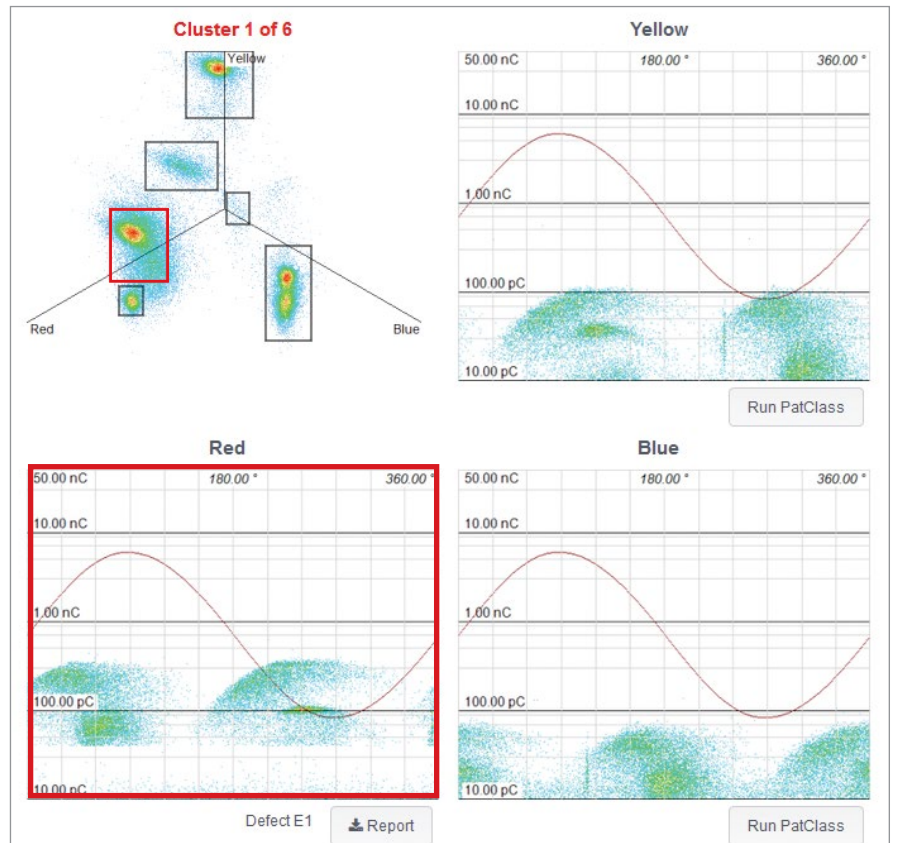 Cluster 1 of 6
Yellow
Red
Blue
Yellow
50.00 nC
180.00 °
360.00 °
10.00 nC
1.00 nC
100.00 pC
10.00 pC
Run PatClass
Red
50.00 nC
180.00 °
360.00 °
10.00 nC
1.00 nC
100.00 pC
10.00 pC
Defect E1
Report
Blue
50.00 nC
180.00 °
360.00 °
10.00 nC
1.00 nC
100.00 pC
10.00 pC
Run PatClass